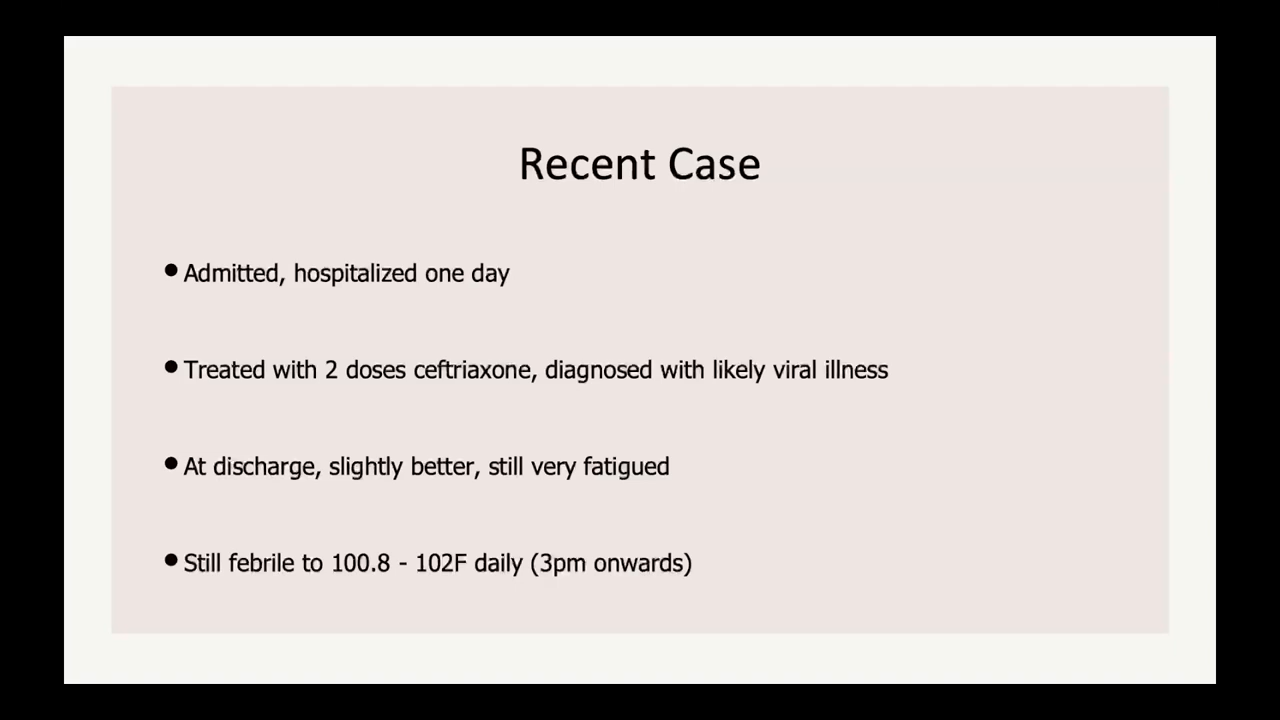 Recent Case
● Admitted, hospitalized one day
● Treated with 2 doses ceftriaxone, diagnosed with likely viral illness
● At discharge, slightly better, still very fatigued
● Still febrile to 100.8 - 102F daily (3pm onwards)